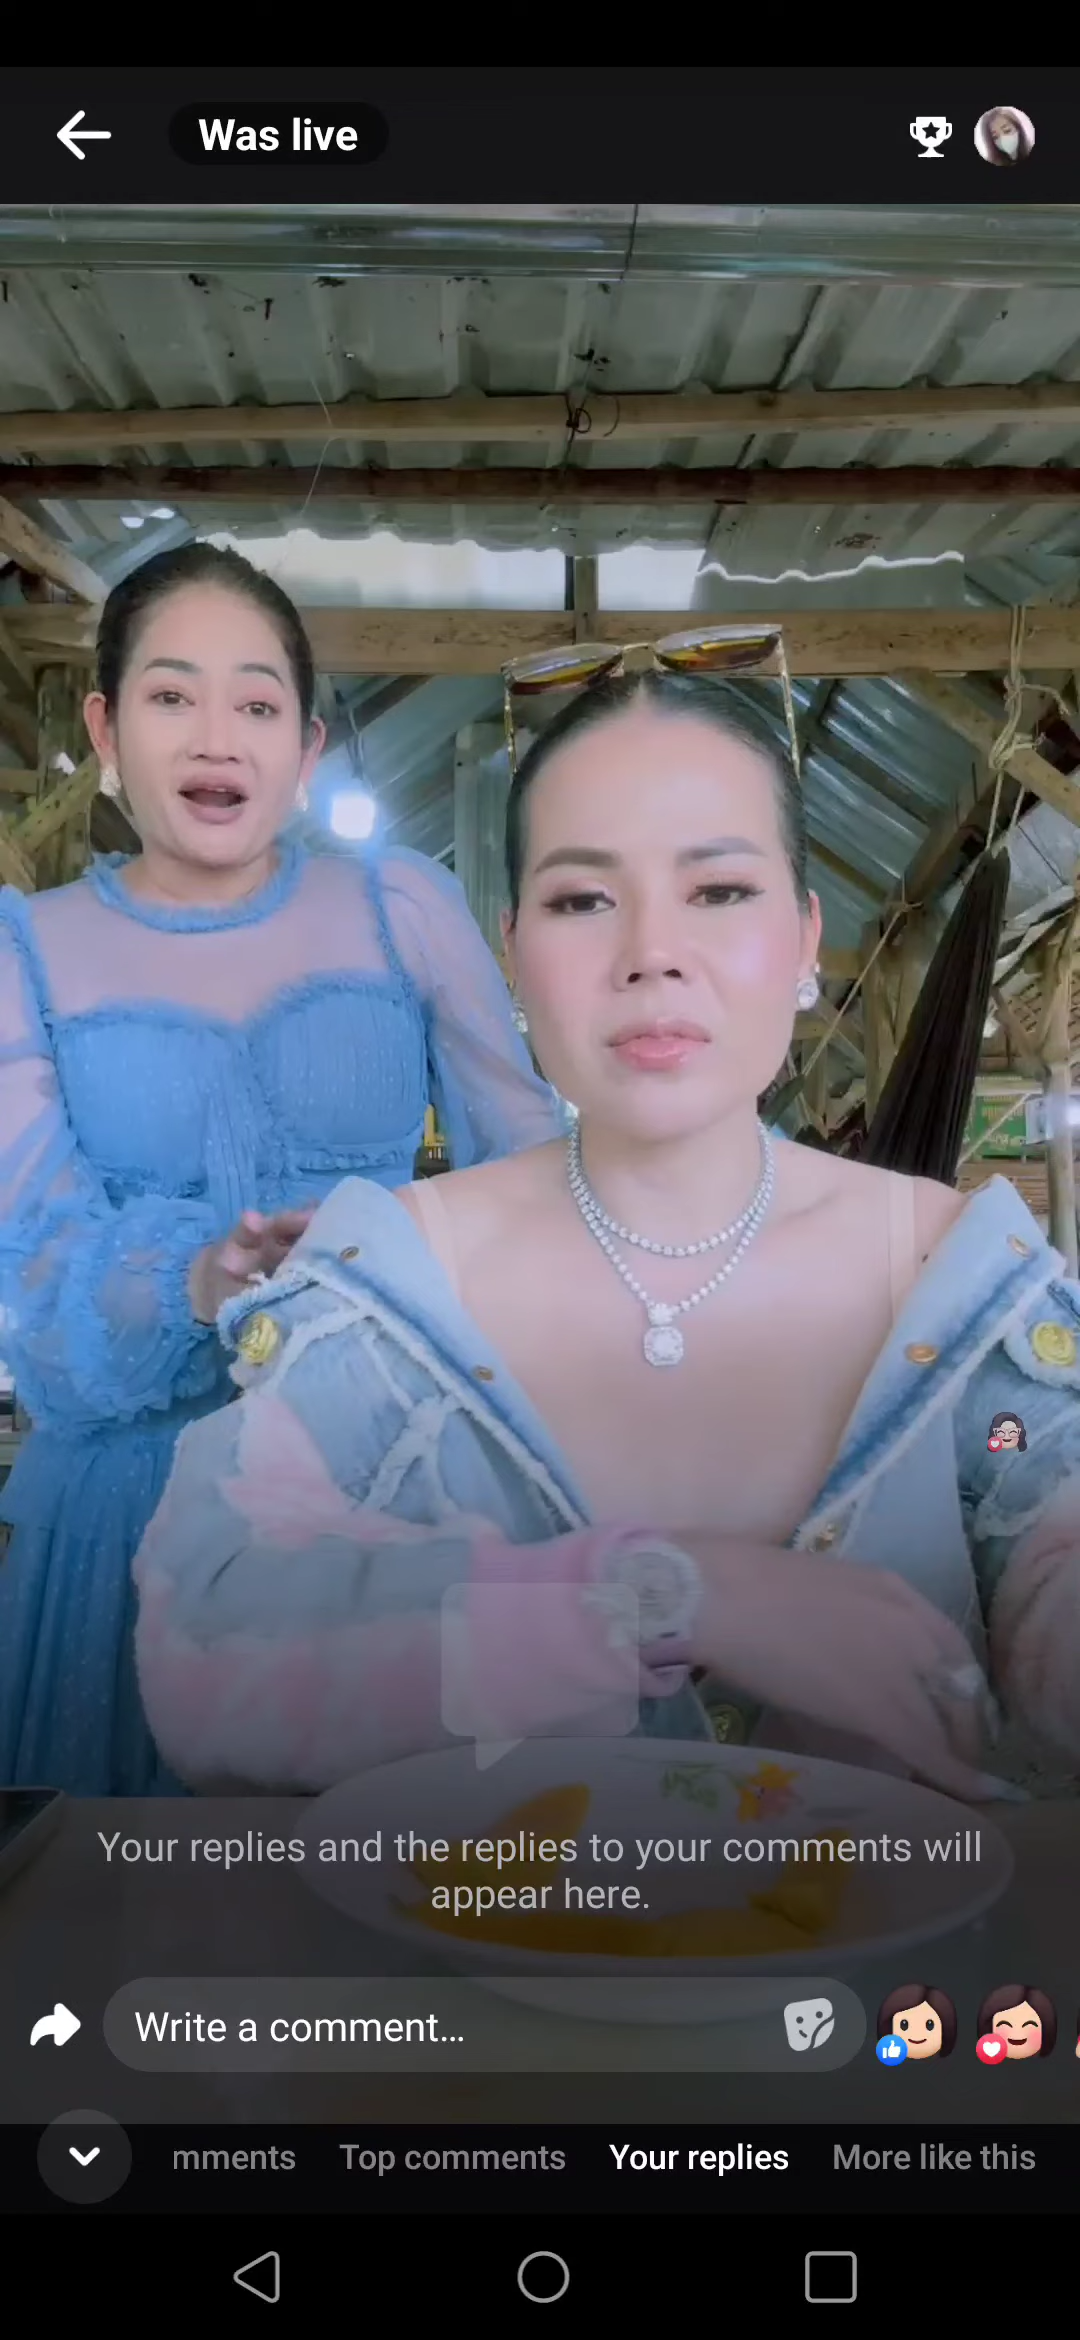 Was live
Your replies and the replies to your comments will
appear here.
Write a comment...
mments
Top comments
Your replies
More like this